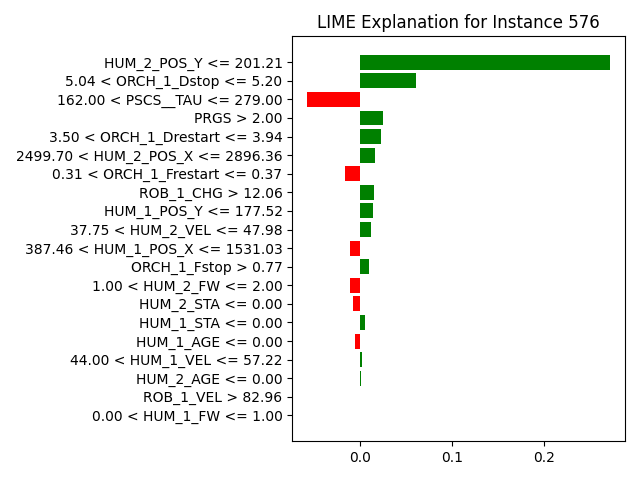 LIME Explanation for Instance 576
HUM_2_POS_Y <= 201.21
5.04 < ORCH_1_Dstop <= 5.20
162.00 < PSCS__TAU <= 279.00
PRGS > 2.00
3.50 < ORCH_1_Drestart <= 3.94
2499.70 < HUM_2_POS_X <= 2896.36
0.31 < ORCH_1_Frestart <= 0.37
ROB_1_CHG > 12.06
HUM_1_POS_Y <= 177.52
37.75 < HUM_2_VEL <= 47.98
387.46 < HUM_1_POS_X <= 1531.03
ORCH_1_Fstop > 0.77
1.00 < HUM_2_FW <= 2.00
HUM_2_STA <= 0.00
HUM_1_STA <= 0.00
HUM_1_AGE <= 0.00
44.00 < HUM_1_VEL <= 57.22
HUM_2_AGE <= 0.00
ROB_1_VEL > 82.96
0.00 < HUM_1_FW <= 1.00
0.0 0.1 0.2